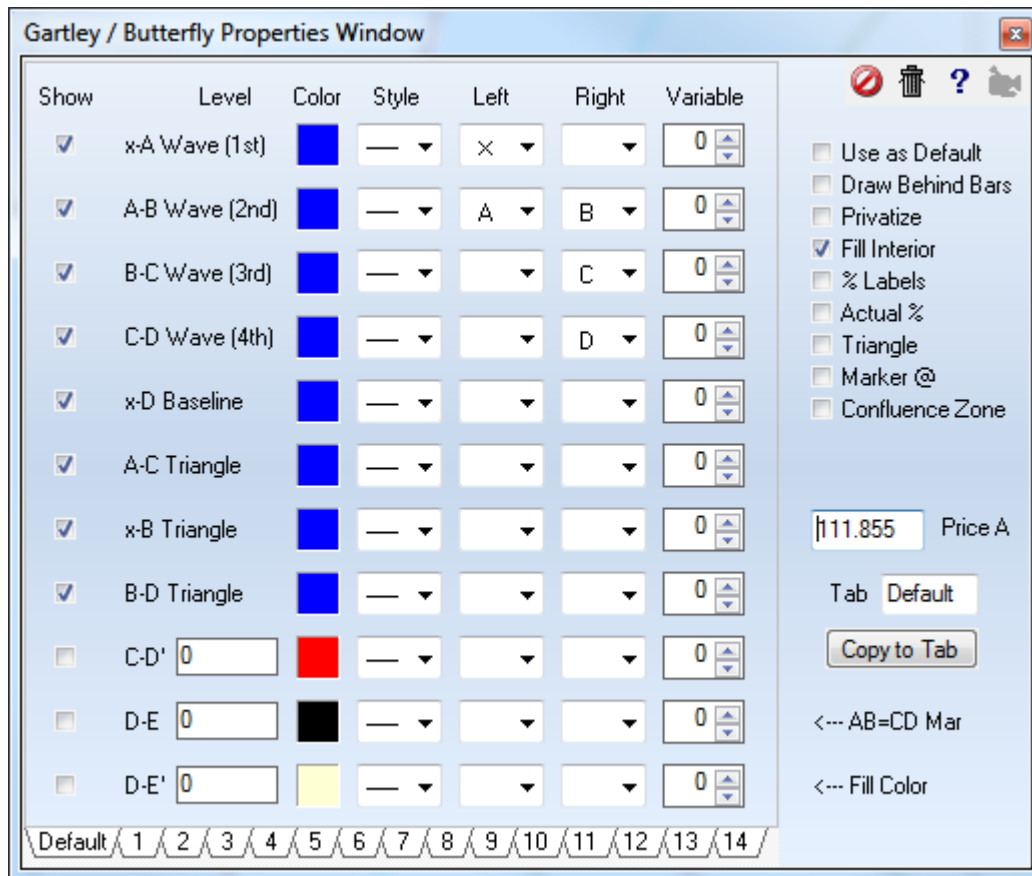 Gartley / Butterfly Properties Window
Show Level Color Style Left Right Variable
x-A Wave (1st) × 0
A-B Wave (2nd) A B 0
B-C Wave (3rd) C 0
C-D Wave (4th) D 0
x-D Baseline 0
A-C Triangle 0
x-B Triangle 0
B-D Triangle 0
C-D' 0 0
D-E 0 0
D-E' 0 0
?
Use as Default
Draw Behind Bars
Privatize
Fill Interior
% Labels
Actual %
Triangle
Marker @
Confluence Zone
111.855 Price A
Tab Default
Copy to Tab
<--- AB=CD Mar
<--- Fill Color
Default 1 2 3 4 5 6 7 8 9 10 11 12 13 14